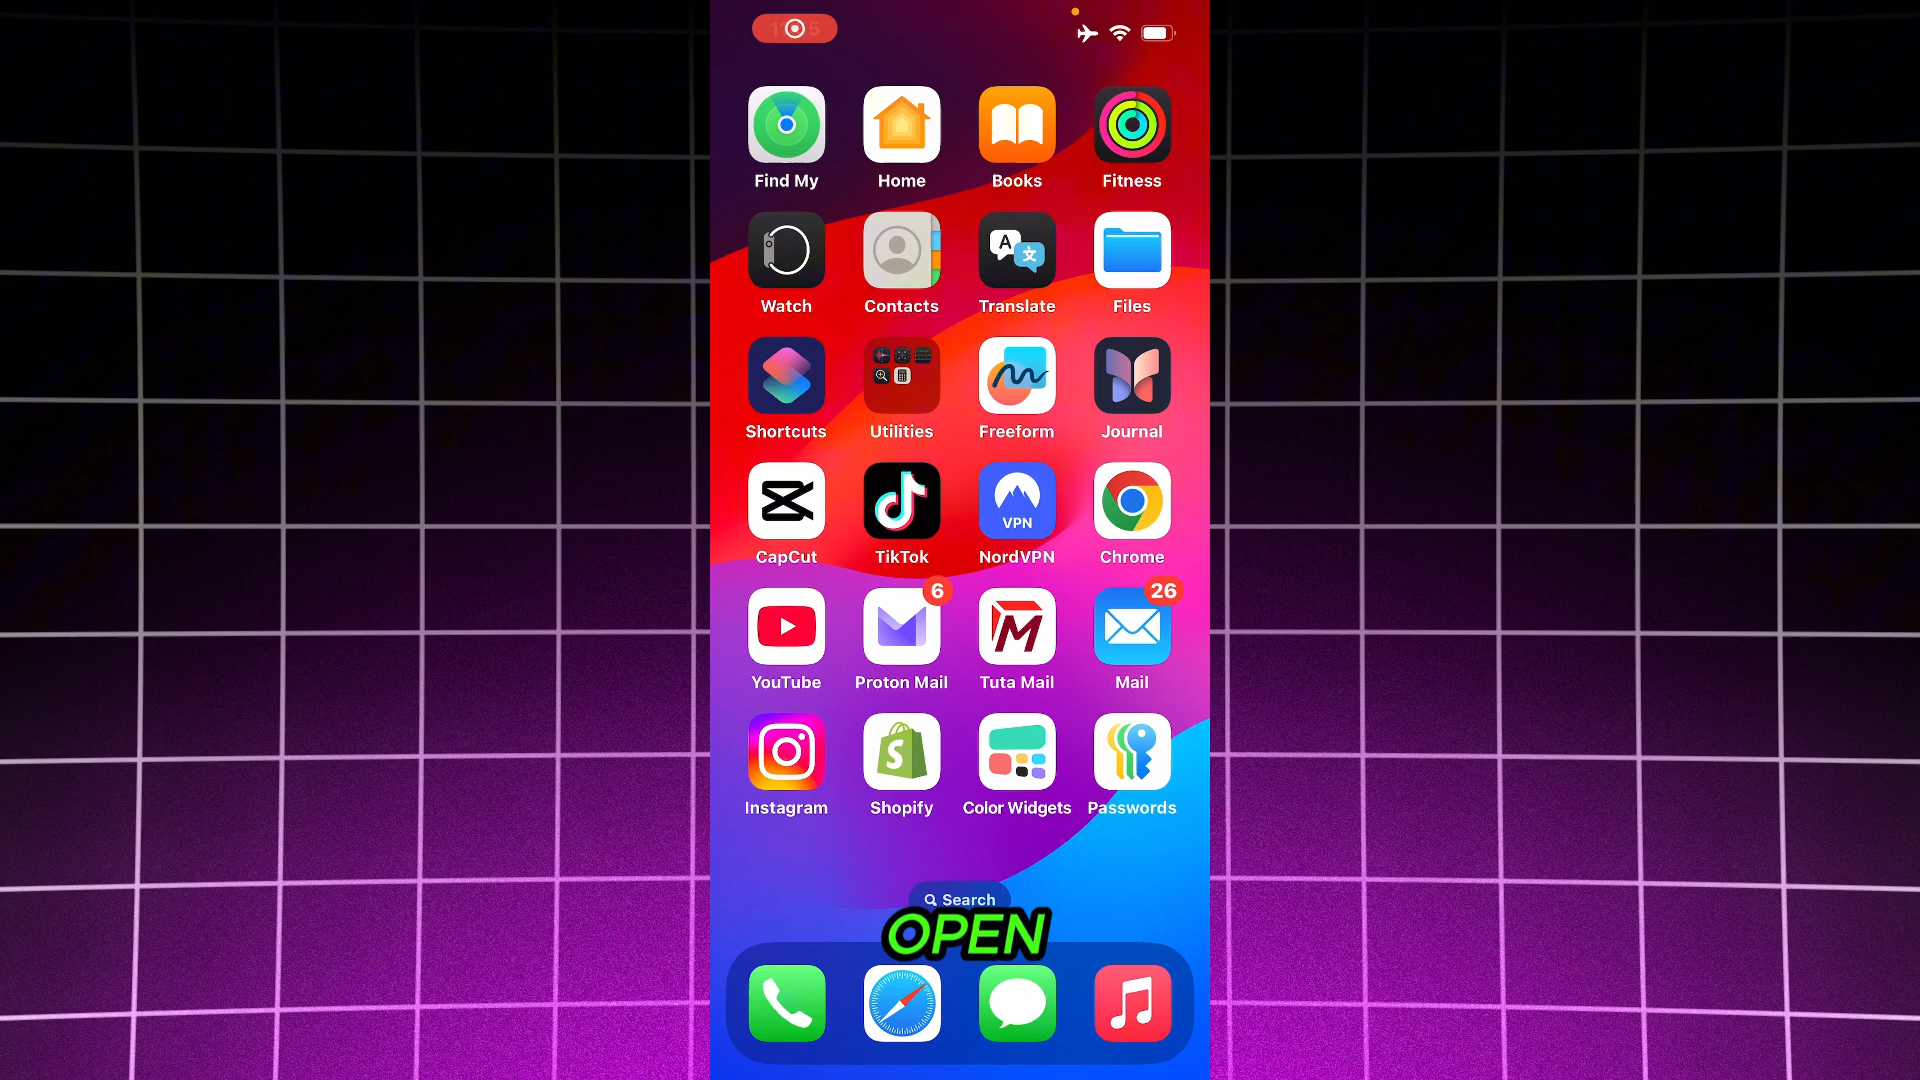 Find My Home Books Fitness
A
文
Watch Contacts Translate Files
Shortcuts Utilities Freeform Journal
VPN
CapCut TikTok NordVPN Chrome
6 26
M
YouTube Proton Mail Tuta Mail Mail
S
Instagram Shopify Color Widgets Passwords
Search
OPEN